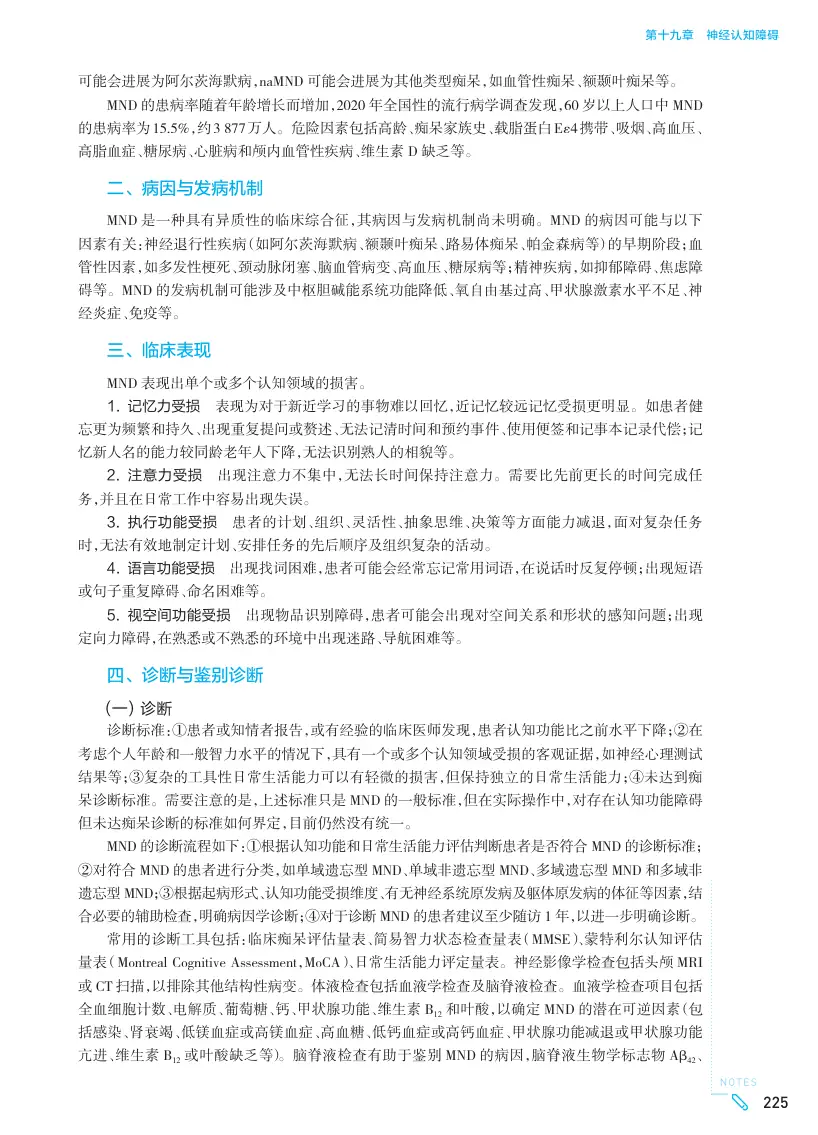 第十九章 神经认知障碍
可能会进展为阿尔茨海默病,naMND 可能会进展为其他类型痴呆,如血管性痴呆、额颞叶痴呆等。
MND 的患病率随着年龄增长而增加,2020 年全国性的流行病学调查发现,60 岁以上人口中 MND
的患病率为 15.5%,约 3 877 万人。危险因素包括高龄、痴呆家族史、载脂蛋白 Eε4 携带、吸烟、高血压、
高脂血症、糖尿病、心脏病和颅内血管性疾病、维生素 D 缺乏等。
二、病因与发病机制
MND 是一种具有异质性的临床综合征,其病因与发病机制尚未明确。MND 的病因可能与以下
因素有关:神经退行性疾病(如阿尔茨海默病、额颞叶痴呆、路易体痴呆、帕金森病等)的早期阶段;血
管性因素,如多发性梗死、颈动脉闭塞、脑血管病变、高血压、糖尿病等;精神疾病,如抑郁障碍、焦虑障
碍等。MND 的发病机制可能涉及中枢胆碱能系统功能降低、氧自由基过高、甲状腺激素水平不足、神
经炎症、免疫等。
三、临床表现
MND 表现出单个或多个认知领域的损害。
1. 记忆力受损 表现为对于新近学习的事物难以回忆,近记忆较远记忆受损更明显。如患者健
忘更为频繁和持久、出现重复提问或赘述、无法记清时间和预约事件、使用便签和记事本记录代偿;记
忆新人名的能力较同龄老年人下降,无法识别熟人的相貌等。
2. 注意力受损 出现注意力不集中,无法长时间保持注意力。需要比先前更长的时间完成任
务,并且在日常工作中容易出现失误。
3. 执行功能受损 患者的计划、组织、灵活性、抽象思维、决策等方面能力减退,面对复杂任务
时,无法有效地制定计划、安排任务的先后顺序及组织复杂的活动。
4. 语言功能受损 出现找词困难,患者可能会经常忘记常用词语,在说话时反复停顿;出现短语
或句子重复障碍、命名困难等。
5. 视空间功能受损 出现物品识别障碍,患者可能会出现对空间关系和形状的感知问题;出现
定向力障碍,在熟悉或不熟悉的环境中出现迷路、导航困难等。
四、诊断与鉴别诊断
(一)诊断
诊断标准:①患者或知情者报告,或有经验的临床医师发现,患者认知功能比之前水平下降;②在
考虑个人年龄和一般智力水平的情况下,具有一个或多个认知领域受损的客观证据,如神经心理测试
结果等;③复杂的工具性日常生活能力可以有轻微的损害,但保持独立的日常生活能力;④未达到痴
呆诊断标准。需要注意的是,上述标准只是 MND 的一般标准,但在实际操作中,对存在认知功能障碍
但未达痴呆诊断的标准如何界定,目前仍然没有统一。
MND 的诊断流程如下:①根据认知功能和日常生活能力评估判断患者是否符合 MND 的诊断标准;
②对符合 MND 的患者进行分类,如单域遗忘型 MND、单域非遗忘型 MND、多域遗忘型 MND 和多域非
遗忘型 MND;③根据起病形式、认知功能受损维度、有无神经系统原发病及躯体原发病的体征等因素,结
合必要的辅助检查,明确病因学诊断;④对于诊断 MND 的患者建议至少随访 1 年,以进一步明确诊断。
常用的诊断工具包括:临床痴呆评估量表、简易智力状态检查量表(MMSE)、蒙特利尔认知评估
量表(Montreal Cognitive Assessment,MoCA)、日常生活能力评定量表。神经影像学检查包括头颅 MRI
或 CT 扫描,以排除其他结构性病变。体液检查包括血液学检查及脑脊液检查。血液学检查项目包括
全血细胞计数、电解质、葡萄糖、钙、甲状腺功能、维生素 B₁₂ 和叶酸,以确定 MND 的潜在可逆因素(包
括感染、肾衰竭、低镁血症或高镁血症、高血糖、低钙血症或高钙血症、甲状腺功能减退或甲状腺功能
亢进、维生素 B₁₂ 或叶酸缺乏等)。脑脊液检查有助于鉴别 MND 的病因,脑脊液生物学标志物 Aβ₄₂、
NOTES
225